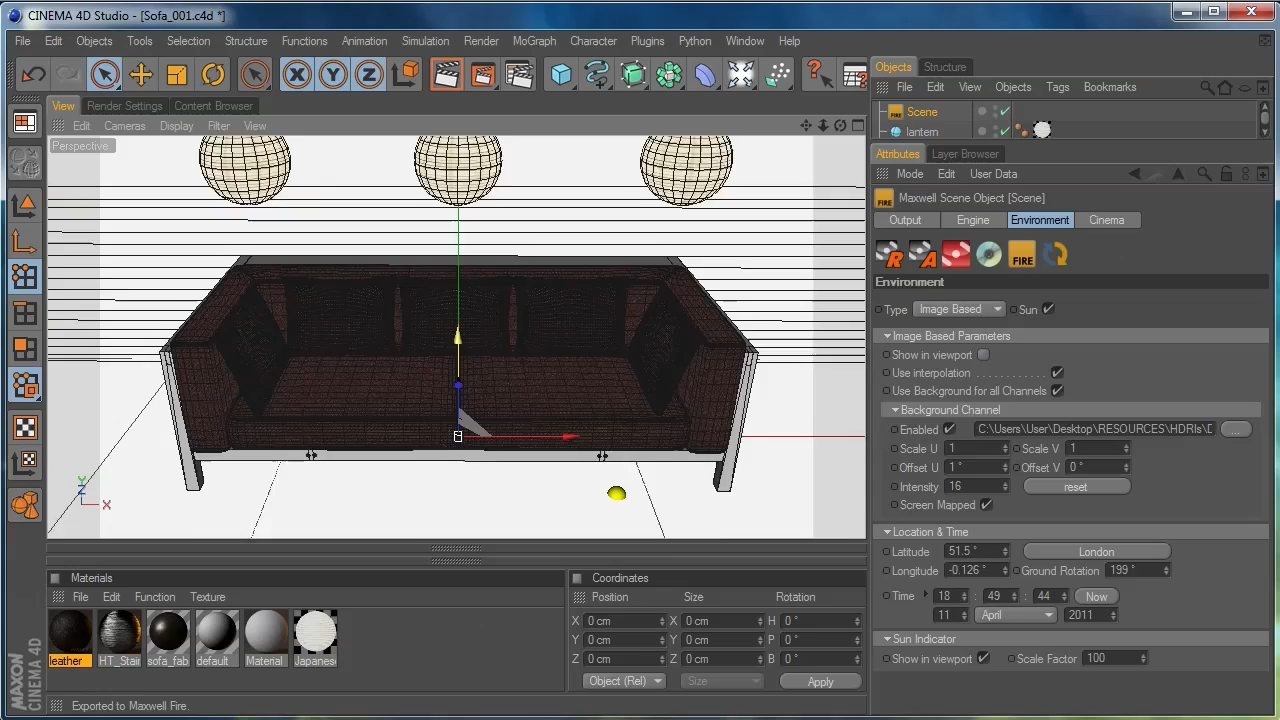 CINEMA 4D Studio - [Sofa_001.c4d *]
File Edit Objects Tools Selection Structure Functions Animation Simulation Render MoGraph Character Plugins Python Window Help
X Y Z
Objects Structure
File Edit View Objects Tags Bookmarks
FIRE Scene
lantern
View Render Settings Content Browser
Edit Cameras Display Filter View
Perspective
Y
Z
X
Attributes Layer Browser
Mode Edit User Data
FIRE Maxwell Scene Object [Scene]
Output Engine Environment Cinema
R A FIRE
Environment
Type Image Based Sun
Image Based Parameters
Show in viewport
Use interpolation . . . . . . . . . . . .
Use Background for all Channels
Background Channel
Enabled C:\Users\User\Desktop\RESOURCES\HDRIs\D ...
Scale U 1 Scale V 1
Offset U 1 ° Offset V 0 °
Intensity 16 reset
Screen Mapped
Location & Time
Latitude 51.5 ° London
Longitude -0.126 ° Ground Rotation 199 °
Time 18 : 49 : 44 Now
11 April 2011
Sun Indicator
Show in viewport Scale Factor 100
Materials
File Edit Function Texture
leather HT_Stair sofa_fab default Material Japanes
Coordinates
Position Size Rotation
X 0 cm X 0 cm H 0 °
Y 0 cm Y 0 cm P 0 °
Z 0 cm Z 0 cm B 0 °
Object (Rel) Size Apply
MAXON
CINEMA 4D
Exported to Maxwell Fire.